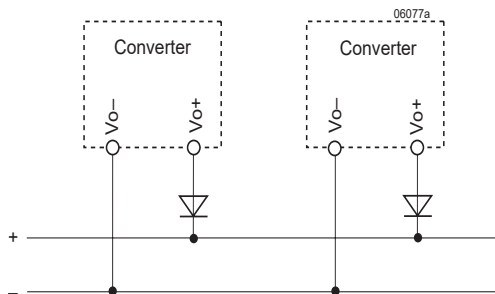 06077a
Converter
Converter
Vo–
Vo+
Vo–
Vo+
+
–